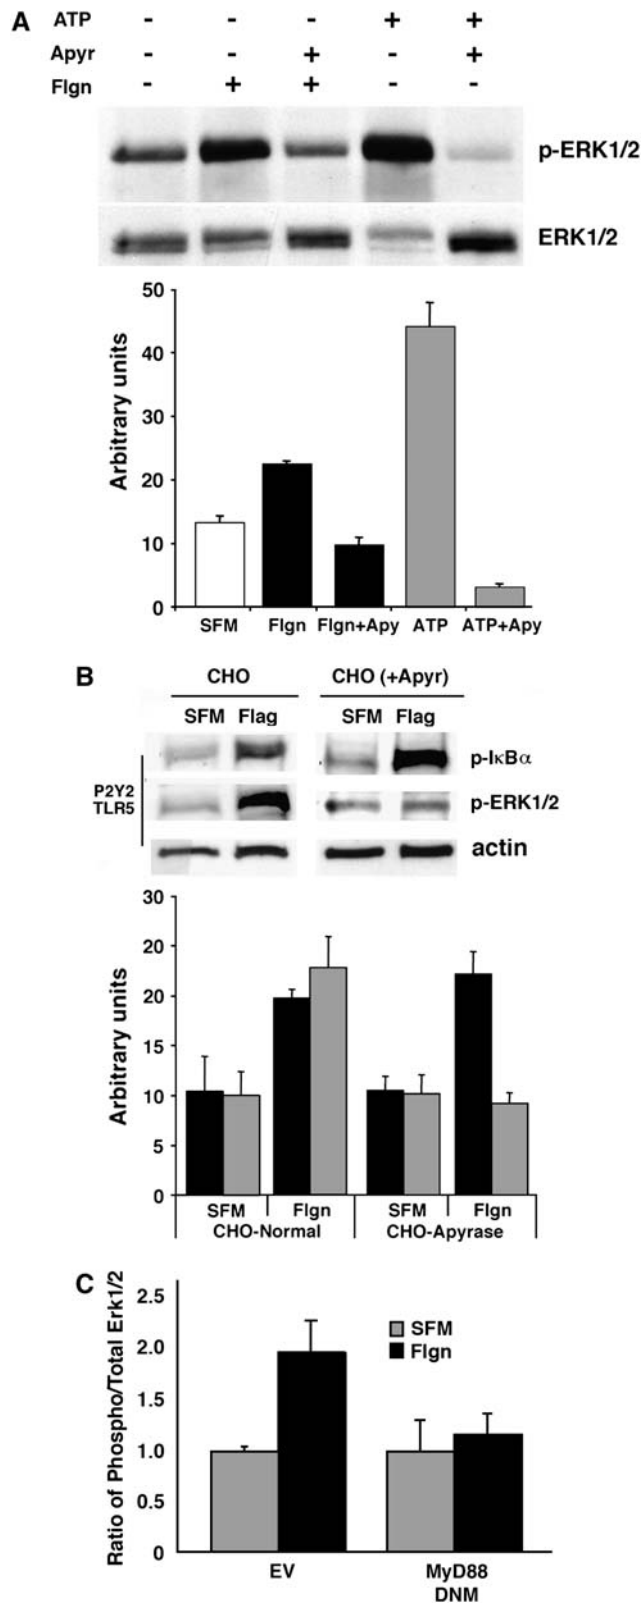 A
ATP - - - + +
Apyr - - + - +
Flgn - + + - -
p-ERK1/2
ERK1/2
Arbitrary units
50
40
30
20
10
0
SFM Flgn Flgn+Apy ATP ATP+Apy
B
CHO CHO (+Apyr)
SFM Flag SFM Flag
P2Y2
TLR5
p-IκBα
p-ERK1/2
actin
Arbitrary units
30
20
20
15
10
5
0
SFM Flgn SFM Flgn
CHO-Normal CHO-Apyrase
C
Ratio of Phospho/Total Erk1/2
2.5
2.0
1.5
1.0
0.5
0
SFM
Flgn
EV MyD88
DNM